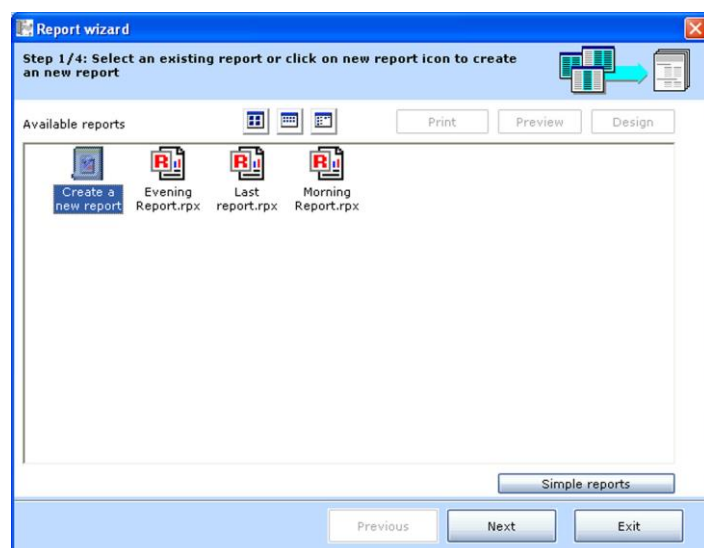 Report wizard
Step 1/4: Select an existing report or click on new report icon to create
an new report
Available reports
Print
Preview
Design
Create a
new report
Evening
Report.rpx
Last
report.rpx
Morning
Report.rpx
Simple reports
Previous
Next
Exit